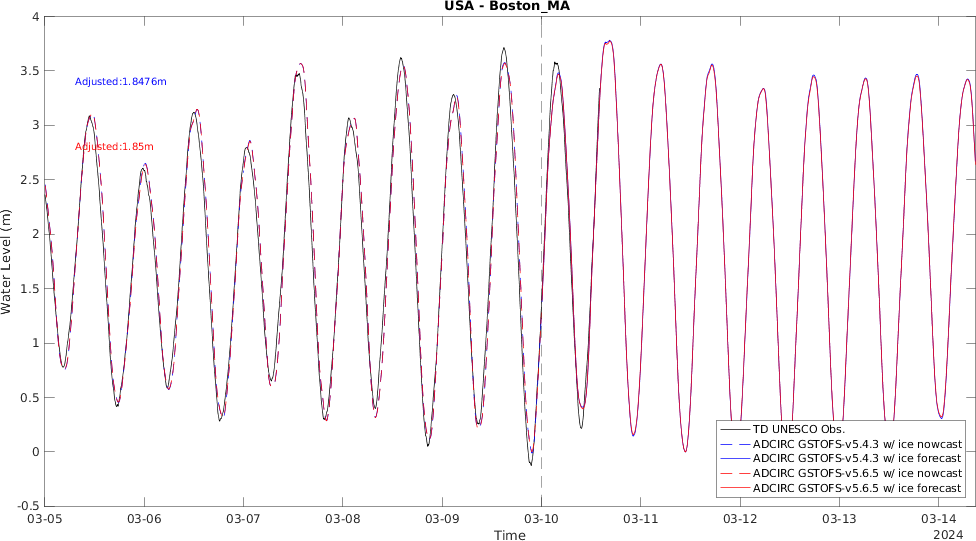 USA - Boston_MA
4
3.5
3
2.5
2
1.5
1
0.5
0
-0.5
Water Level (m)
Adjusted:1.8476m
Adjusted:1.85m
TD UNESCO Obs.
ADCIRC GSTOFS-v5.4.3 w/ ice nowcast
ADCIRC GSTOFS-v5.4.3 w/ ice forecast
ADCIRC GSTOFS-v5.6.5 w/ ice nowcast
ADCIRC GSTOFS-v5.6.5 w/ ice forecast
03-05 03-06 03-07 03-08 03-09 03-10 03-11 03-12 03-13 03-14
Time
2024